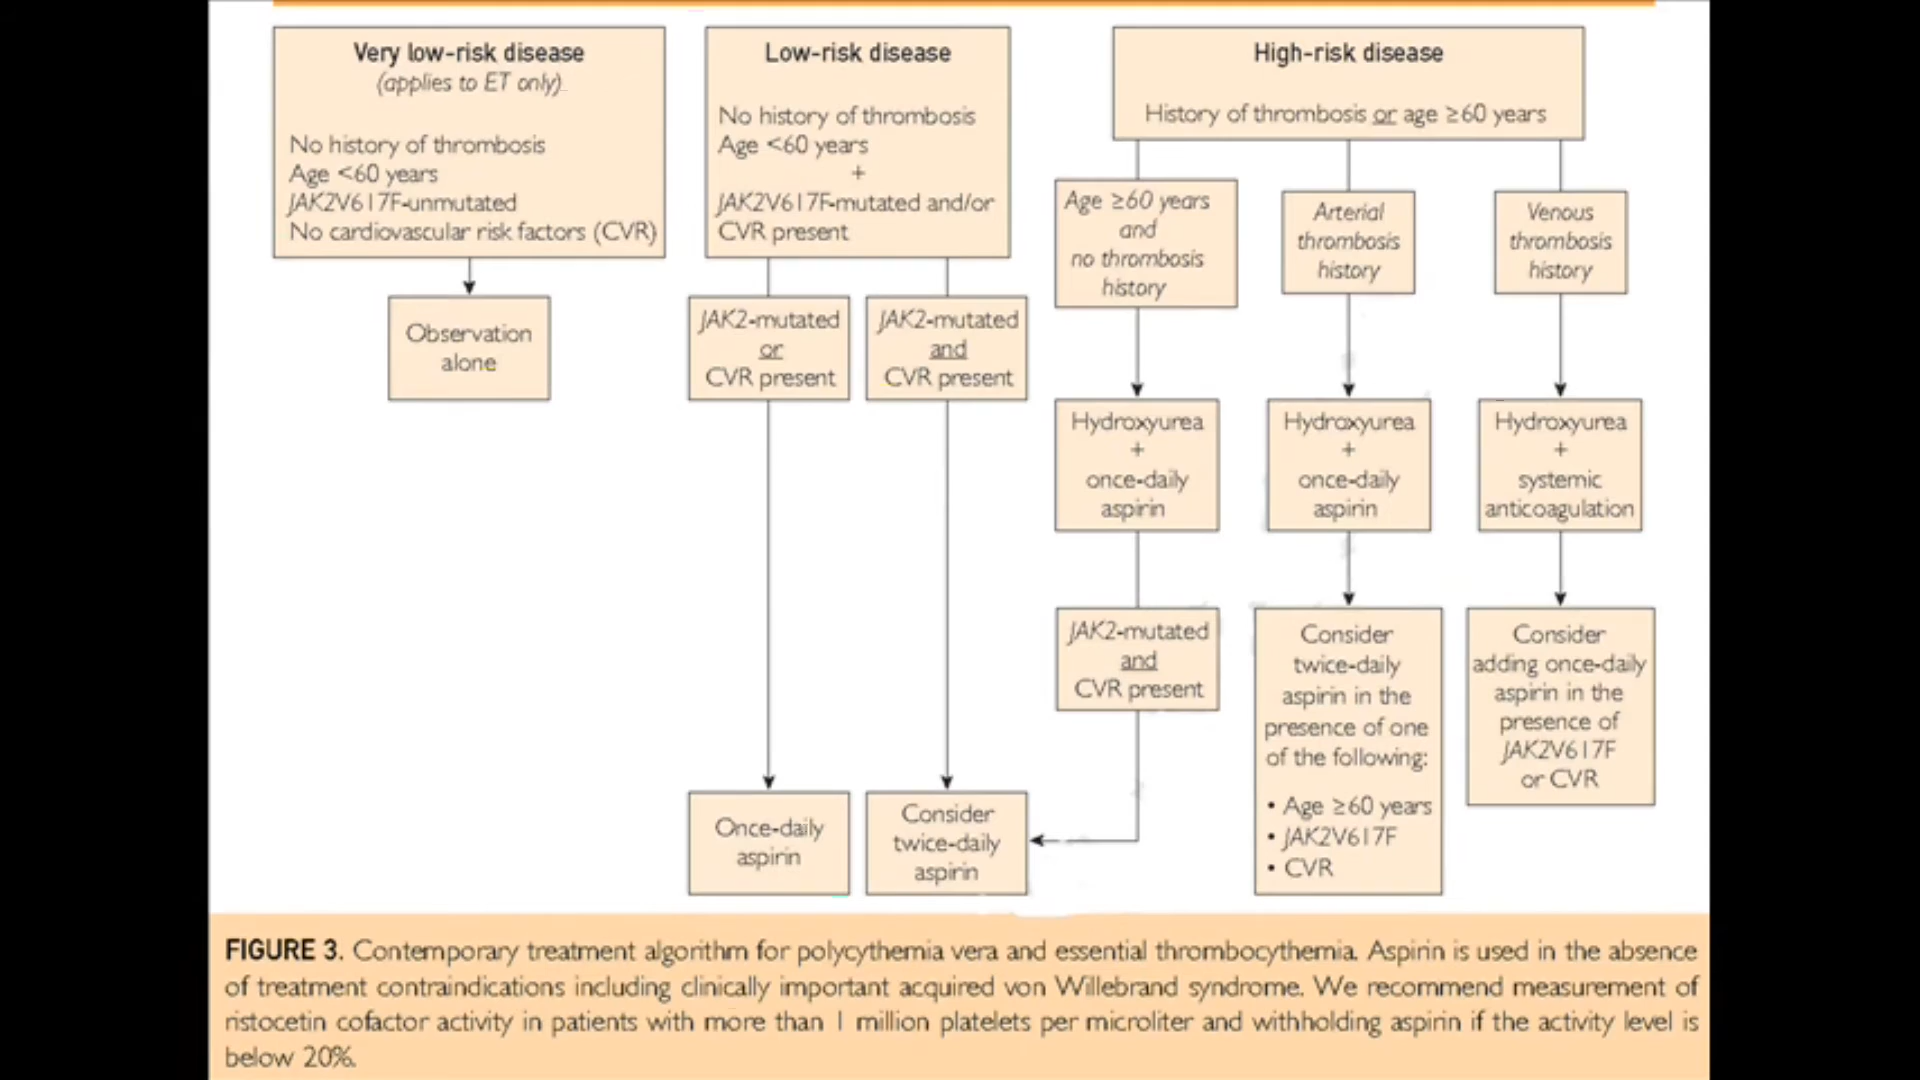 Very low-risk disease
(applies to ET only)
No history of thrombosis
Age <60 years
JAK2V617F-unmutated
No cardiovascular risk factors (CVR)
Observation
alone
Low-risk disease
No history of thrombosis
Age <60 years
+
JAK2V617F-mutated and/or
CVR present
JAK2-mutated
or
CVR present
JAK2-mutated
and
CVR present
Once-daily
aspirin
Consider
twice-daily
aspirin
High-risk disease
History of thrombosis or age ≥60 years
Age ≥60 years
and
no thrombosis
history
Hydroxyurea
+
once-daily
aspirin
JAK2-mutated
and
CVR present
Arterial
thrombosis
history
Hydroxyurea
+
once-daily
aspirin
Consider
twice-daily
aspirin in the
presence of one
of the following:
• Age ≥60 years
• JAK2V617F
• CVR
Venous
thrombosis
history
Hydroxyurea
+
systemic
anticoagulation
Consider
adding once-daily
aspirin in the
presence of
JAK2V617F
or CVR
FIGURE 3. Contemporary treatment algorithm for polycythemia vera and essential thrombocythemia. Aspirin is used in the absence
of treatment contraindications including clinically important acquired von Willebrand syndrome. We recommend measurement of
ristocetin cofactor activity in patients with more than 1 million platelets per microliter and withholding aspirin if the activity level is
below 20%.